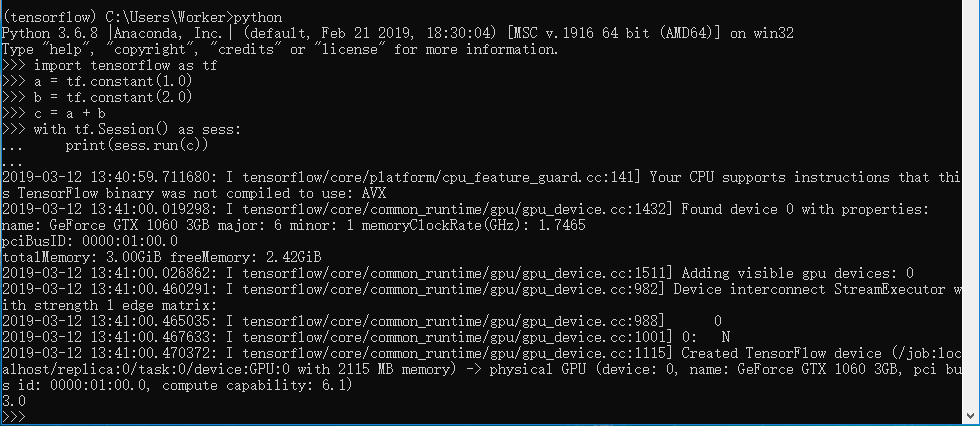 (tensorflow) C:\Users\Worker>python
Python 3.6.8 |Anaconda, Inc.| (default, Feb 21 2019, 18:30:04) [MSC v.1916 64 bit (AMD64)] on win32
Type "help", "copyright", "credits" or "license" for more information.
>>> import tensorflow as tf
>>> a = tf.constant(1.0)
>>> b = tf.constant(2.0)
>>> c = a + b
>>> with tf.Session() as sess:
...     print(sess.run(c))
...
2019-03-12 13:40:59.711680: I tensorflow/core/platform/cpu_feature_guard.cc:141] Your CPU supports instructions that thi
s TensorFlow binary was not compiled to use: AVX
2019-03-12 13:41:00.019298: I tensorflow/core/common_runtime/gpu/gpu_device.cc:1432] Found device 0 with properties:
name: GeForce GTX 1060 3GB major: 6 minor: 1 memoryClockRate(GHz): 1.7465
pciBusID: 0000:01:00.0
totalMemory: 3.00GiB freeMemory: 2.42GiB
2019-03-12 13:41:00.026862: I tensorflow/core/common_runtime/gpu/gpu_device.cc:1511] Adding visible gpu devices: 0
2019-03-12 13:41:00.460291: I tensorflow/core/common_runtime/gpu/gpu_device.cc:982] Device interconnect StreamExecutor w
ith strength 1 edge matrix:
2019-03-12 13:41:00.465035: I tensorflow/core/common_runtime/gpu/gpu_device.cc:988]      0
2019-03-12 13:41:00.467633: I tensorflow/core/common_runtime/gpu/gpu_device.cc:1001] 0:   N
2019-03-12 13:41:00.470372: I tensorflow/core/common_runtime/gpu/gpu_device.cc:1115] Created TensorFlow device (/job:loc
alhost/replica:0/task:0/device:GPU:0 with 2115 MB memory) -> physical GPU (device: 0, name: GeForce GTX 1060 3GB, pci bu
s id: 0000:01:00.0, compute capability: 6.1)
3.0
>>>